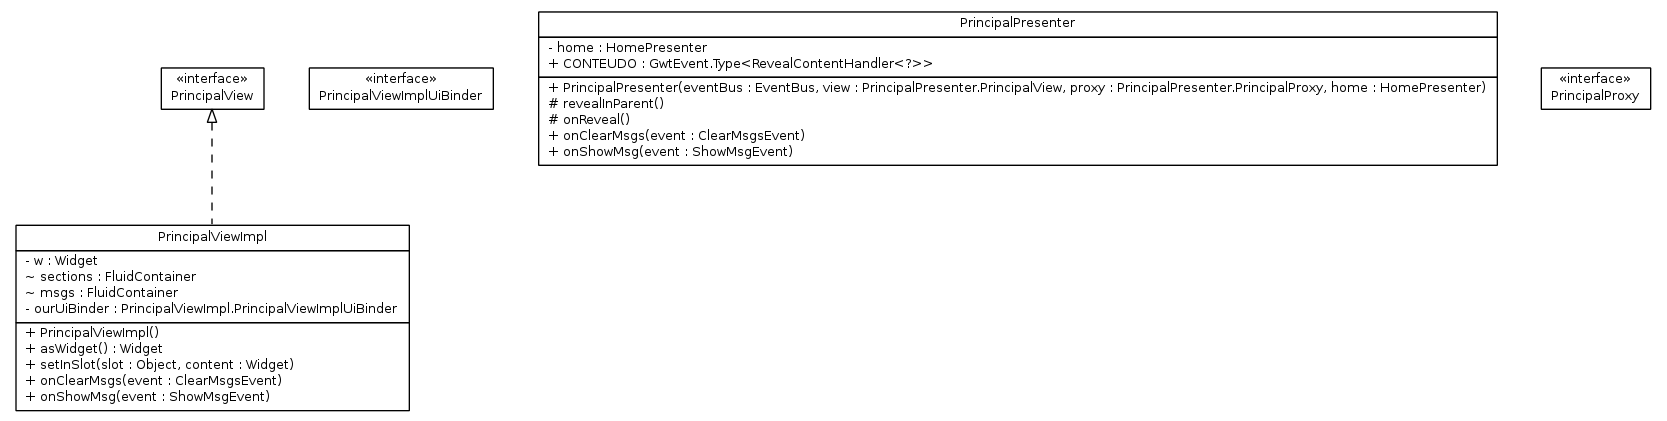 «interface»
PrincipalView
«interface»
PrincipalViewImplUiBinder
PrincipalPresenter
- home : HomePresenter
+ CONTEUDO : GwtEvent.Type<RevealContentHandler<?>>
+ PrincipalPresenter(eventBus : EventBus, view : PrincipalPresenter.PrincipalView, proxy : PrincipalPresenter.PrincipalProxy, home : HomePresenter)
# revealInParent()
# onReveal()
+ onClearMsgs(event : ClearMsgsEvent)
+ onShowMsg(event : ShowMsgEvent)
«interface»
PrincipalProxy
PrincipalViewImpl
- w : Widget
~ sections : FluidContainer
~ msgs : FluidContainer
- ourUiBinder : PrincipalViewImpl.PrincipalViewImplUiBinder
+ PrincipalViewImpl()
+ asWidget() : Widget
+ setInSlot(slot : Object, content : Widget)
+ onClearMsgs(event : ClearMsgsEvent)
+ onShowMsg(event : ShowMsgEvent)